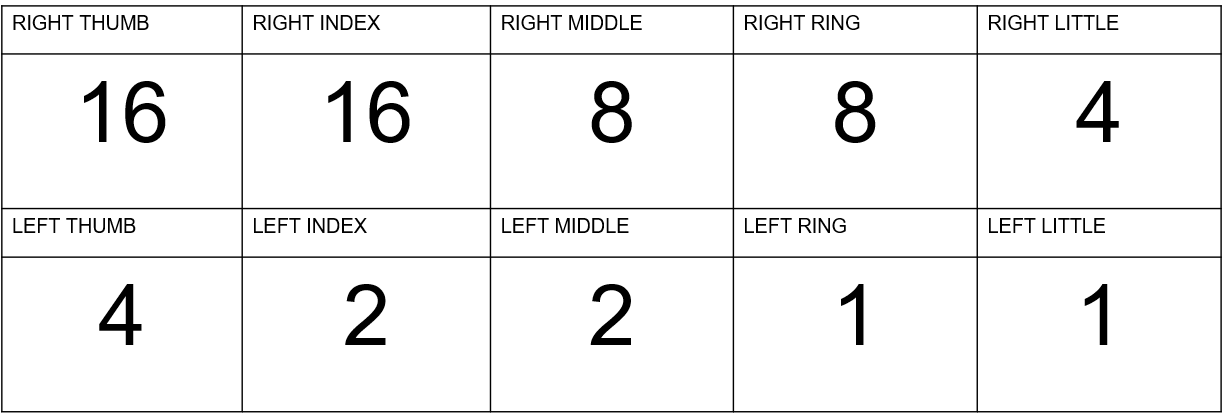 RIGHT THUMB RIGHT INDEX RIGHT MIDDLE RIGHT RING RIGHT LITTLE
16 16 8 8 4
LEFT THUMB LEFT INDEX LEFT MIDDLE LEFT RING LEFT LITTLE
4 2 2 1 1